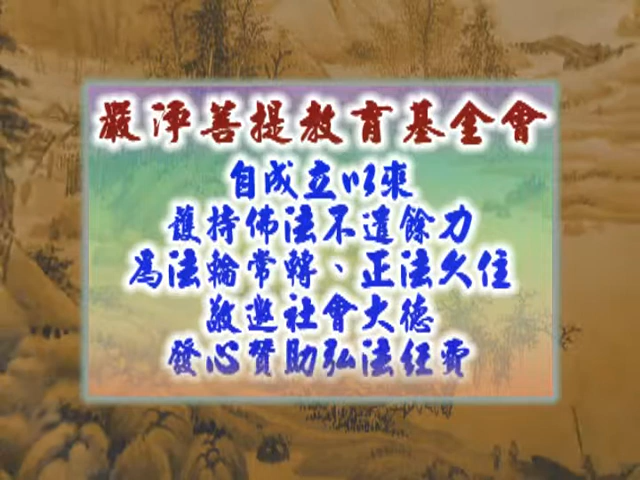 嚴淨菩提教育基金會
自成立以來
護持佛法不遺餘力
為法輪常轉、正法久住
敬邀社會大德
發心贊助弘法經費